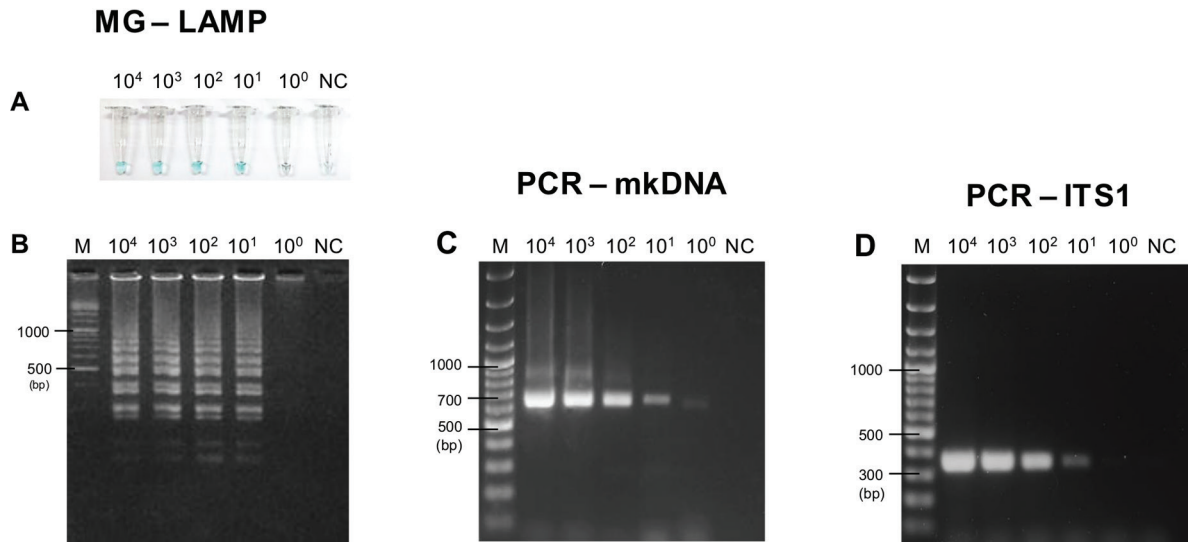 MG – LAMP
A
10⁴ 10³ 10² 10¹ 10⁰ NC
PCR – mkDNA
PCR – ITS1
B
M 10⁴ 10³ 10² 10¹ 10⁰ NC
1000
500
(bp)
C
M 10⁴ 10³ 10² 10¹ 10⁰ NC
1000
700
500
(bp)
D
M 10⁴ 10³ 10² 10¹ 10⁰ NC
1000
500
300
(bp)